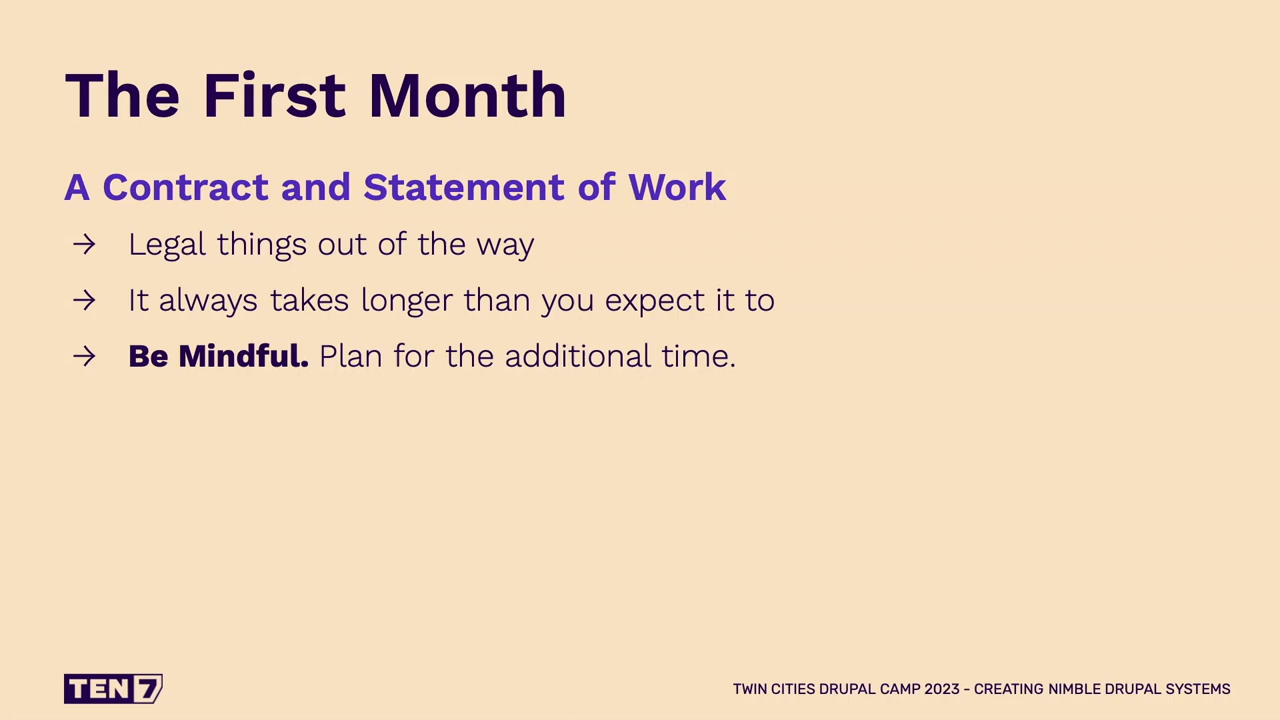 The First Month
A Contract and Statement of Work
→ Legal things out of the way
→ It always takes longer than you expect it to
→ Be Mindful. Plan for the additional time.
TEN7
TWIN CITIES DRUPAL CAMP 2023 - CREATING NIMBLE DRUPAL SYSTEMS